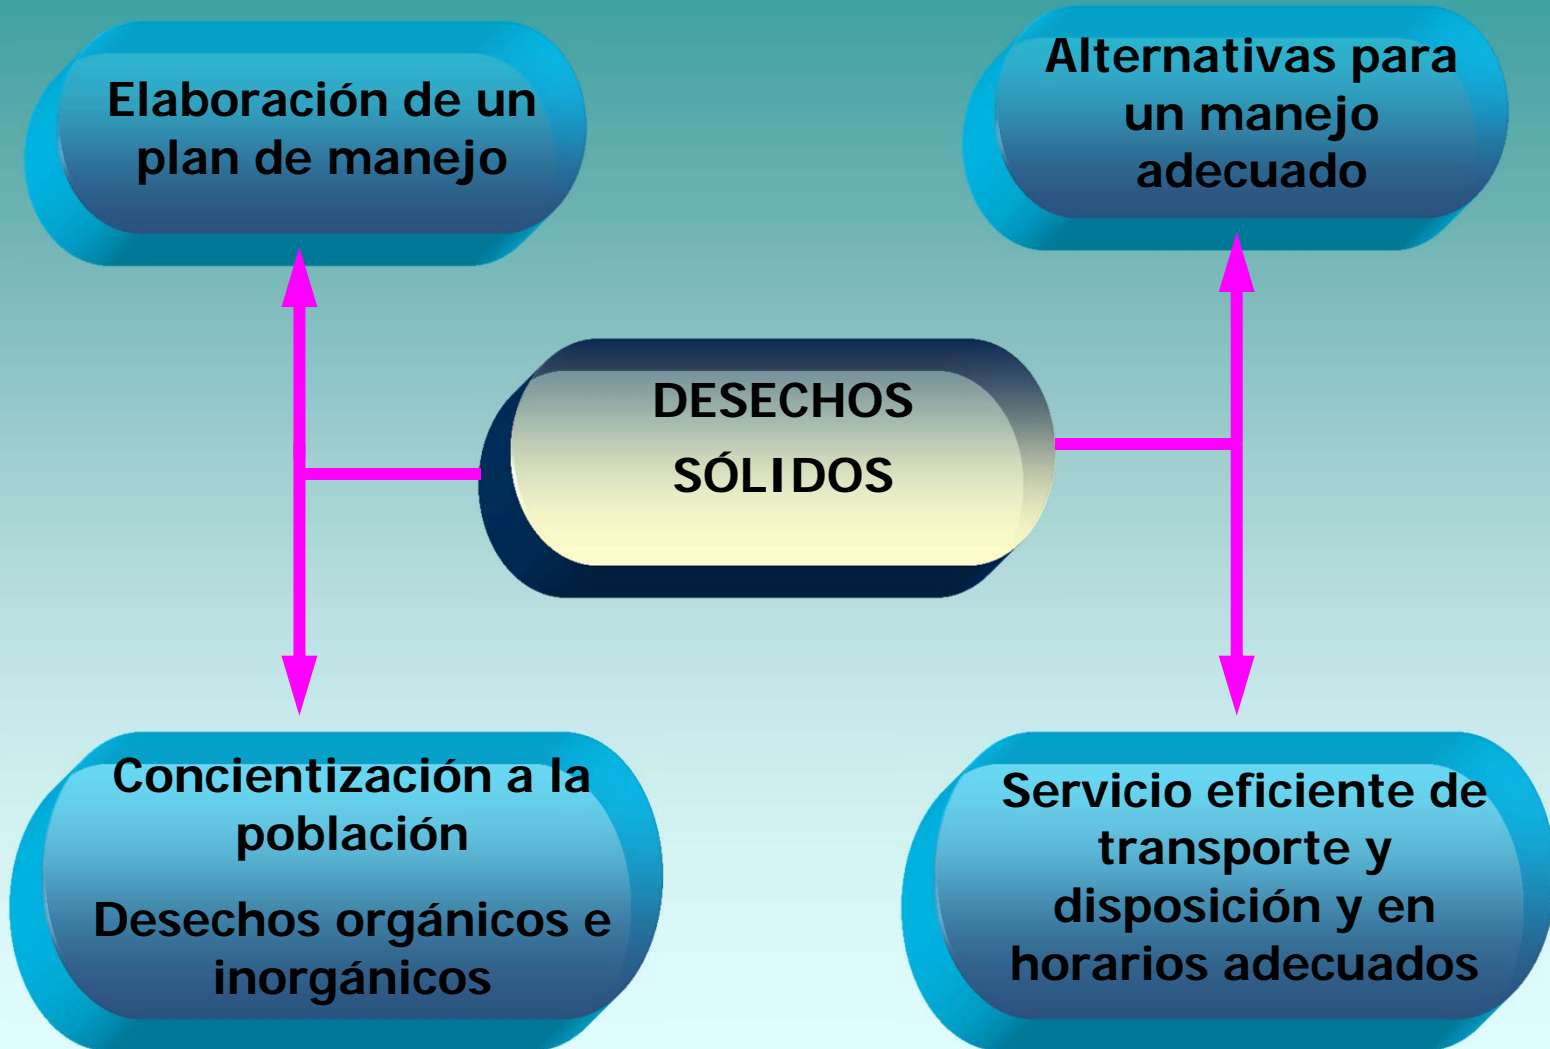 Elaboración de un
plan de manejo
Alternativas para
un manejo
adecuado
DESECHOS
SÓLIDOS
Concientización a la
población
Desechos orgánicos e
inorgánicos
Servicio eficiente de
transporte y
disposición y en
horarios adecuados